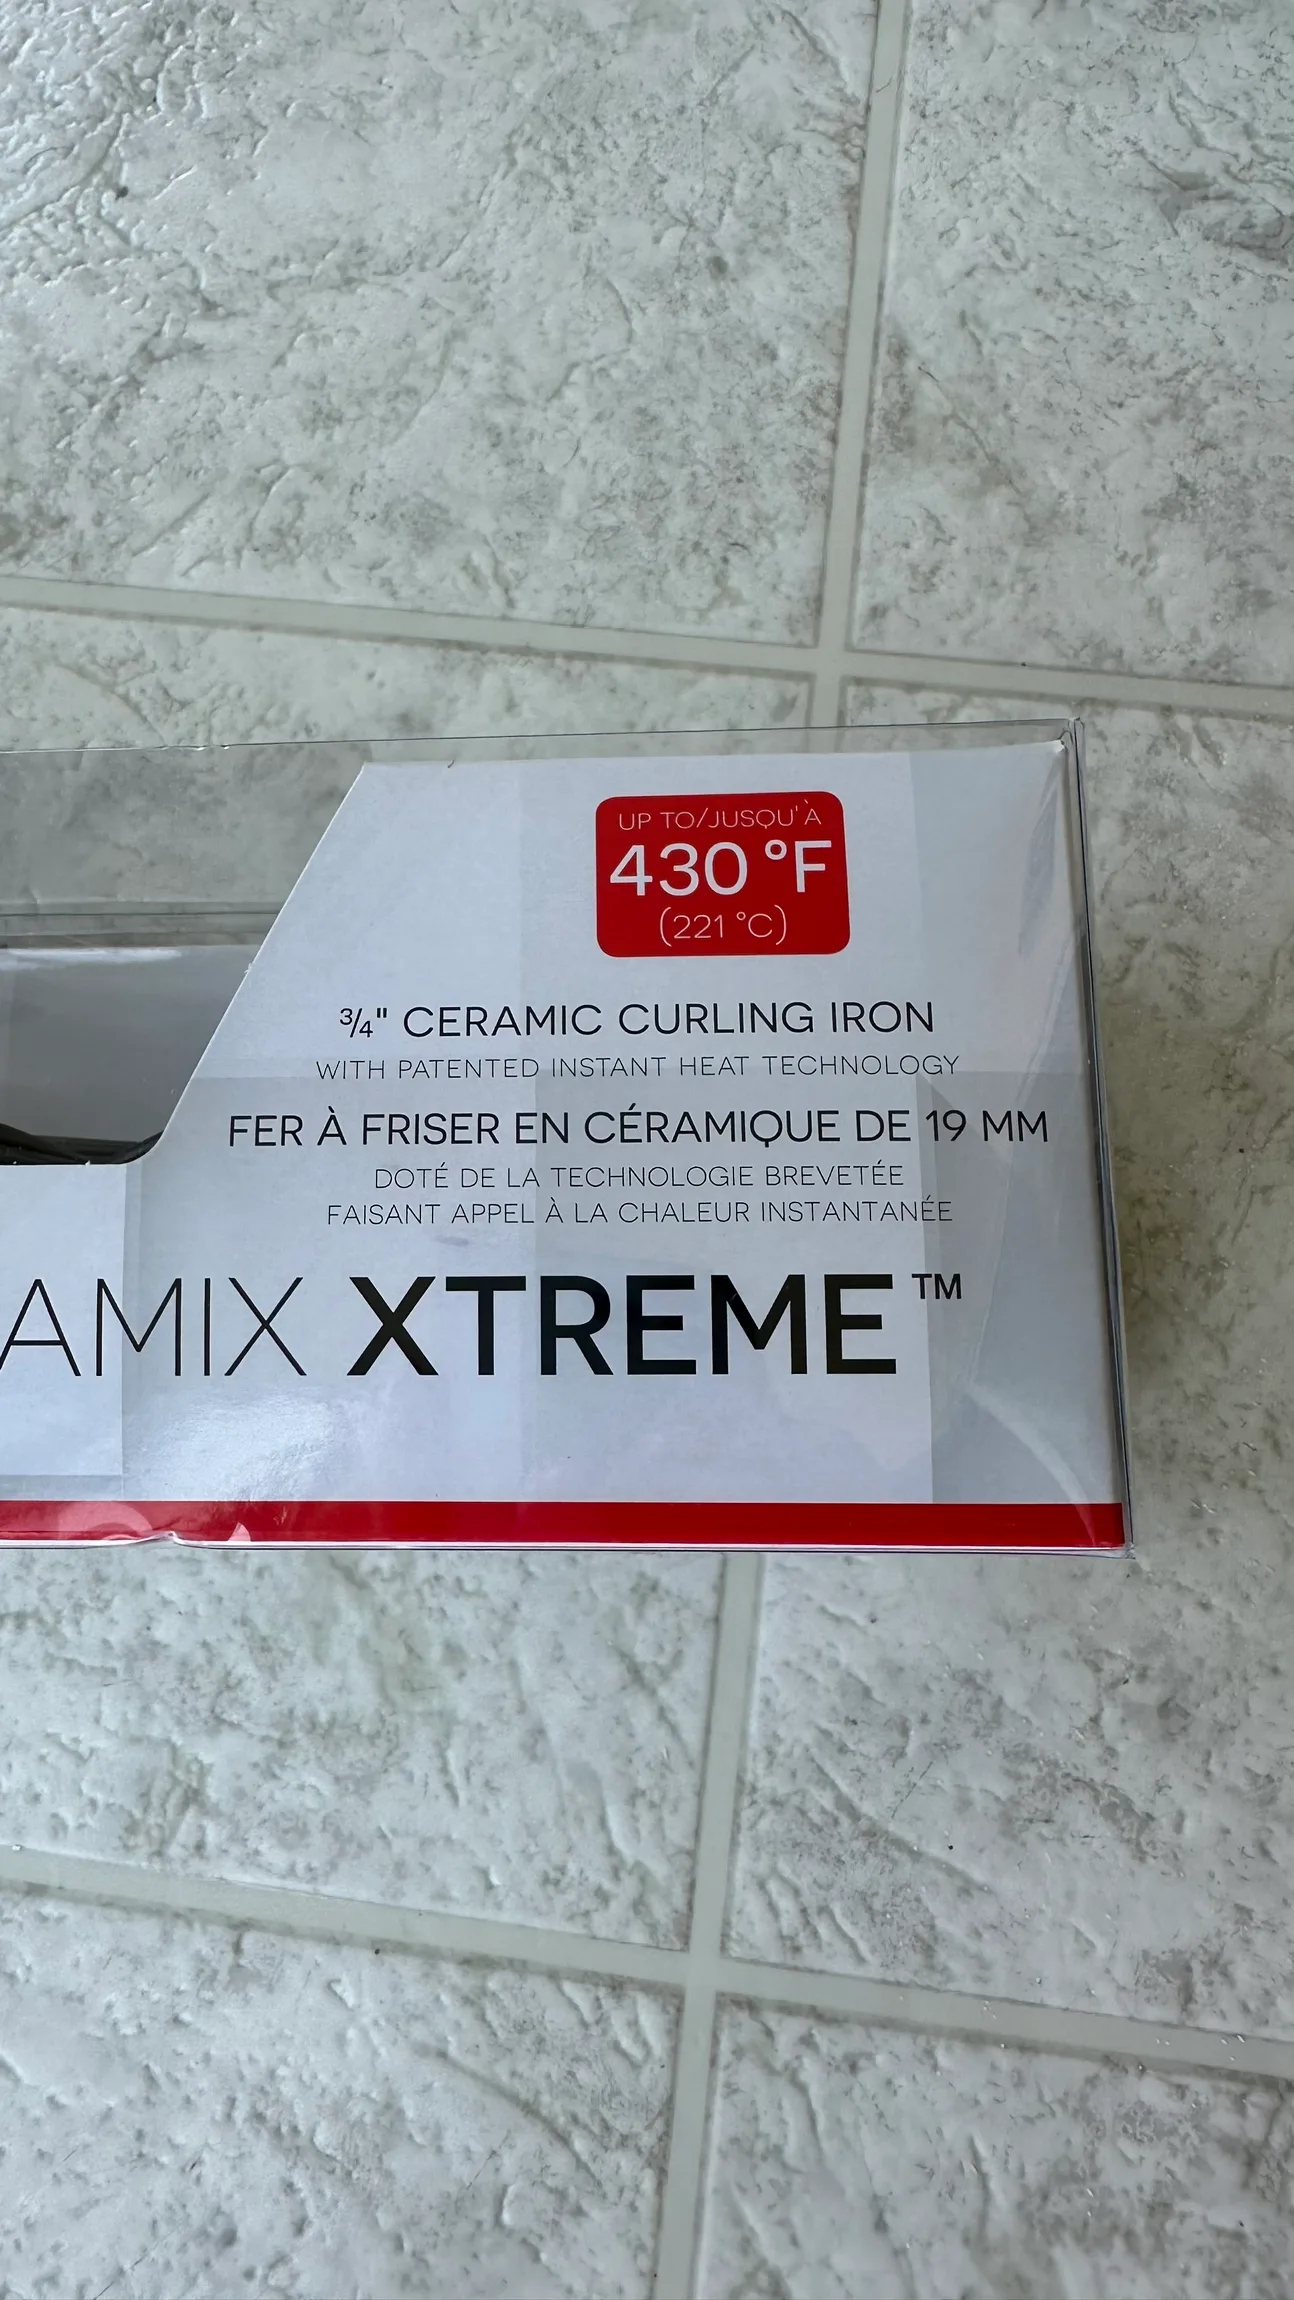 UP TO/JUSQU'À
430 °F
(221 °C)
3/4" CERAMIC CURLING IRON
WITH PATENTED INSTANT HEAT TECHNOLOGY
FER À FRISER EN CÉRAMIQUE DE 19 MM
DOTÉ DE LA TECHNOLOGIE BREVETÉE
FAISANT APPEL À LA CHALEUR INSTANTANÉE
AMIX XTREME™